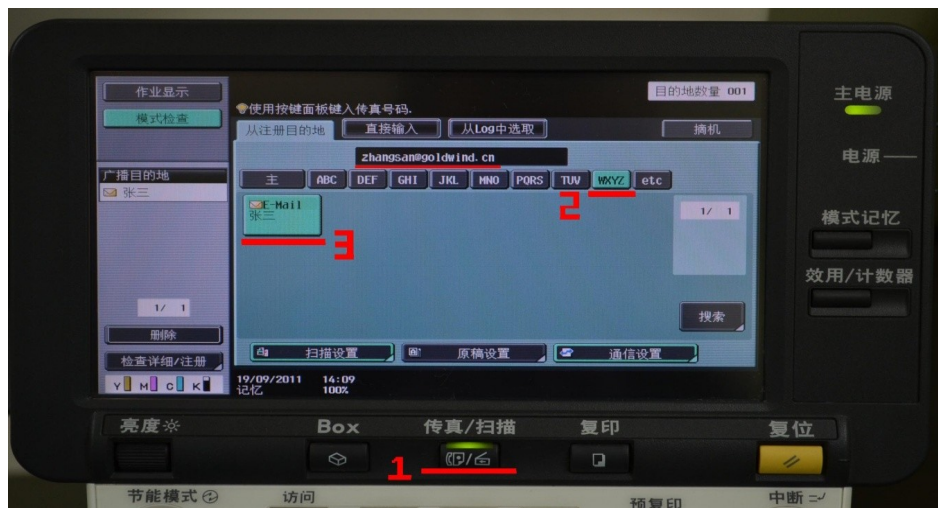 作业显示
模式检查
目的地数量 001
使用按键面板键入传真号码.
从注册目的地 直接输入 从Log中选取 摘机
zhangsan@goldwind.cn
广播目的地
张三
主 ABC DEF GHI JKL MNO PQRS TUV WXYZ etc
2
E-Mail
张三
3
1/ 1
搜索
1/ 1
删除
检查详细/注册
扫描设置 原稿设置 通信设置
Y M C K
19/09/2011 14:09
记忆 100%
主电源
电源
模式记忆
效用/计数器
亮度 Box 传真/扫描 复印 复位
1
节能模式 访问 预复印 中断